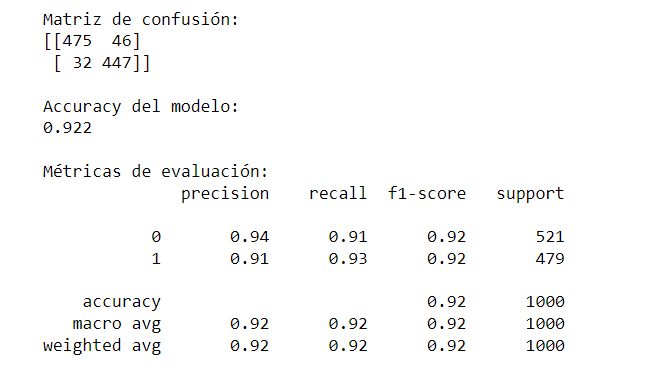 Matriz de confusión:
[[475  46]
 [ 32 447]]
Accuracy del modelo:
0.922
Métricas de evaluación:
              precision    recall  f1-score   support
           0       0.94      0.91      0.92       521
           1       0.91      0.93      0.92       479
    accuracy                           0.92      1000
   macro avg       0.92      0.92      0.92      1000
weighted avg       0.92      0.92      0.92      1000